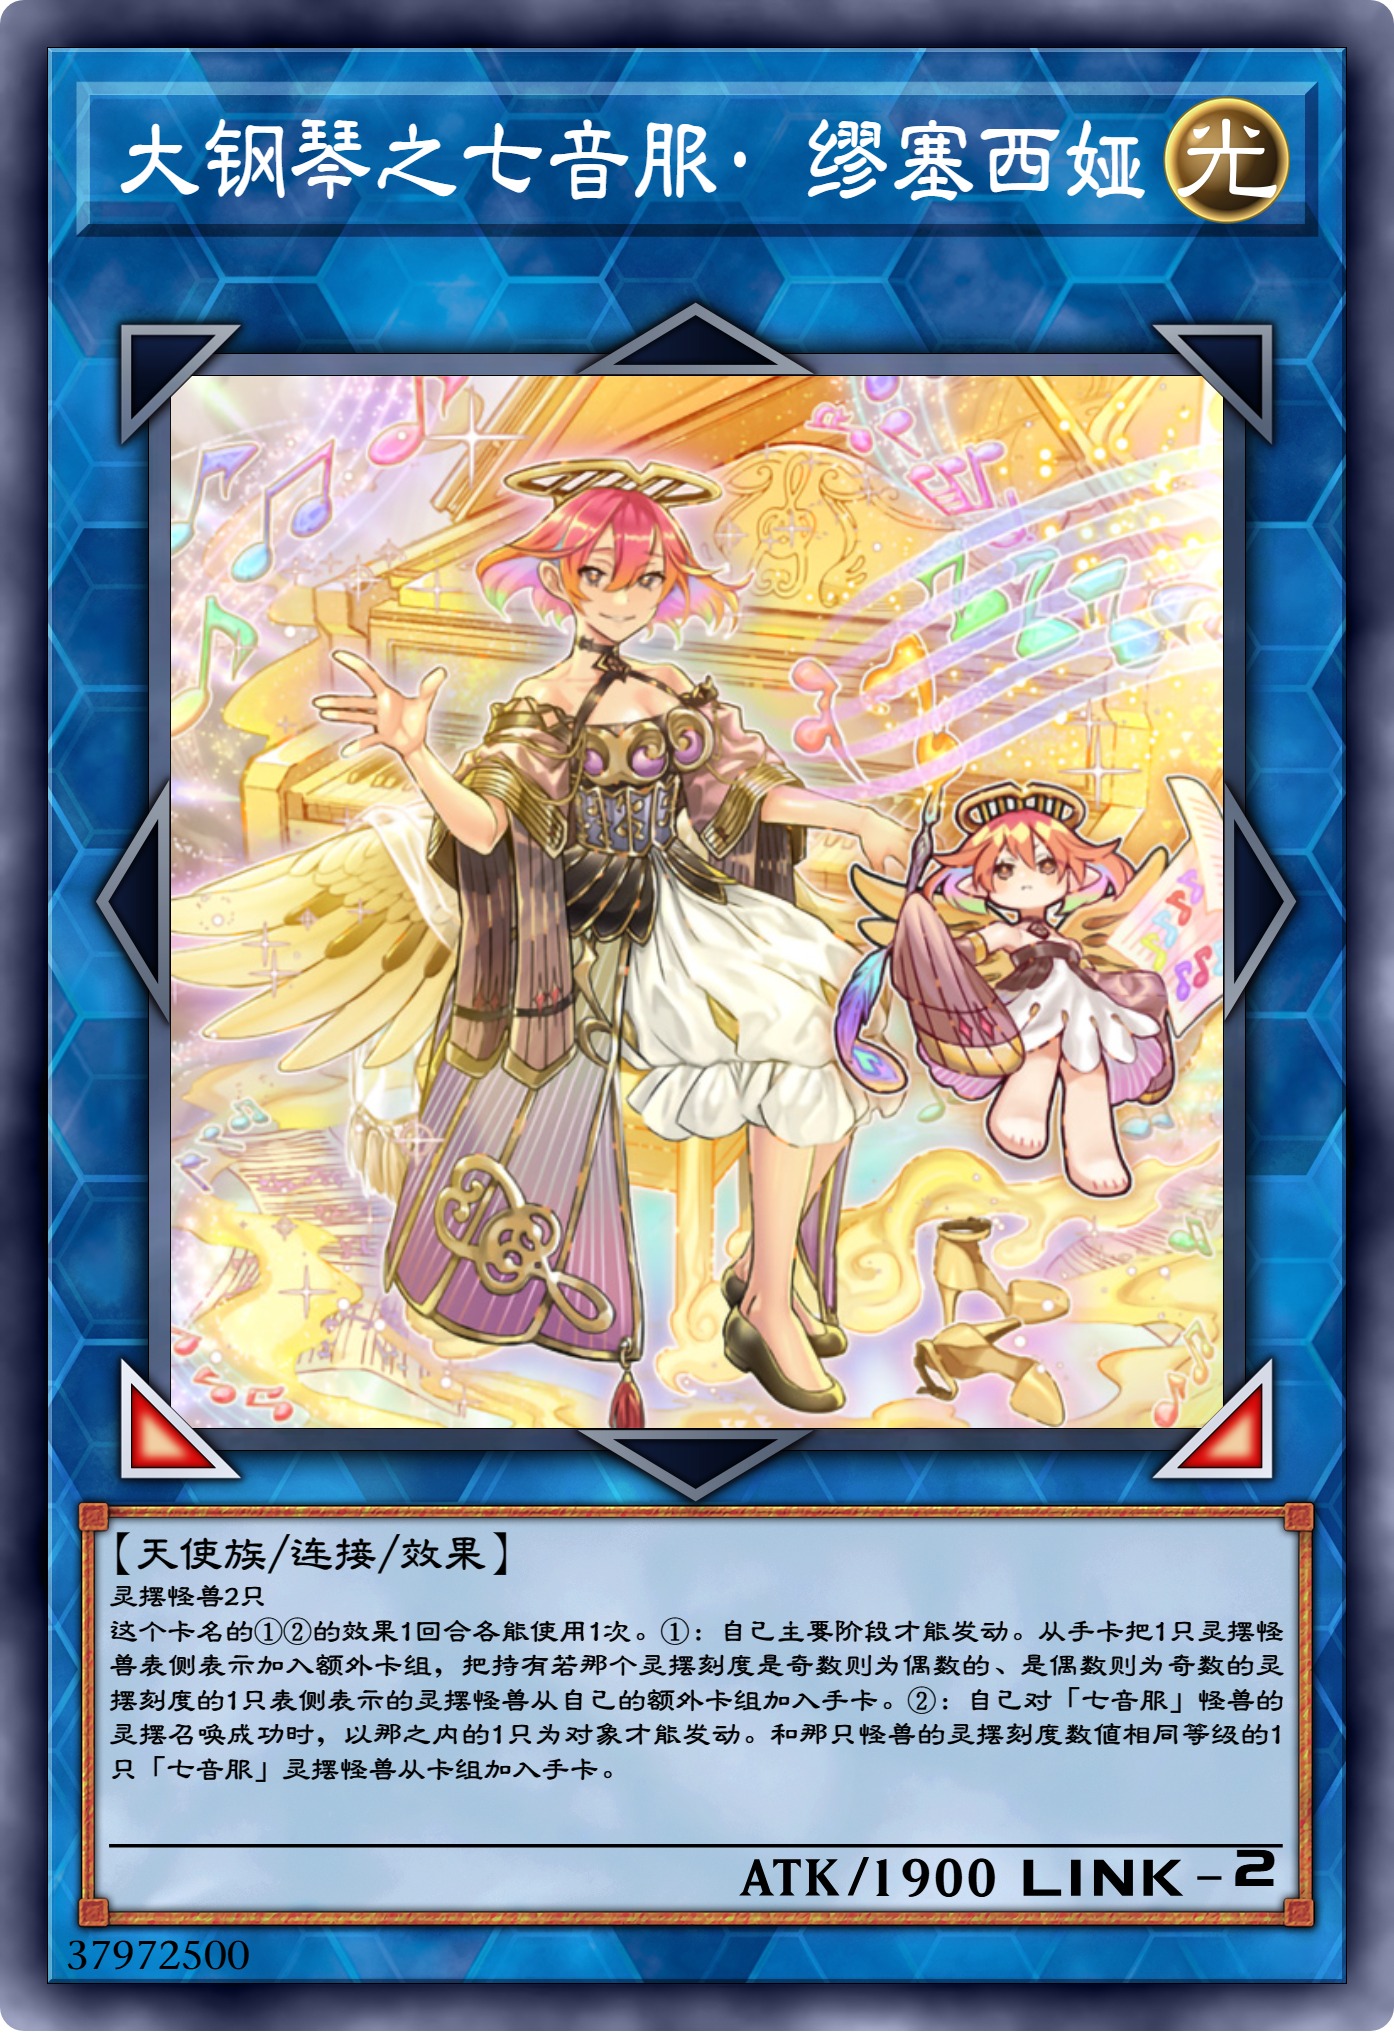 大钢琴之七音服· 缪塞西娅 光
【天使族/连接/效果】
灵摆怪兽2只
这个卡名的①②的效果1回合各能使用1次。①：自己主要阶段才能发动。从手卡把1只灵摆怪
兽表侧表示加入额外卡组，把持有若那个灵摆刻度是奇数则为偶数的、是偶数则为奇数的灵
摆刻度的1只表侧表示的灵摆怪兽从自己的额外卡组加入手卡。②：自己对「七音服」怪兽的
灵摆召唤成功时，以那之内的1只为对象才能发动。和那只怪兽的灵摆刻度数值相同等级的1
只「七音服」灵摆怪兽从卡组加入手卡。
ATK/1900 LINK-2
37972500